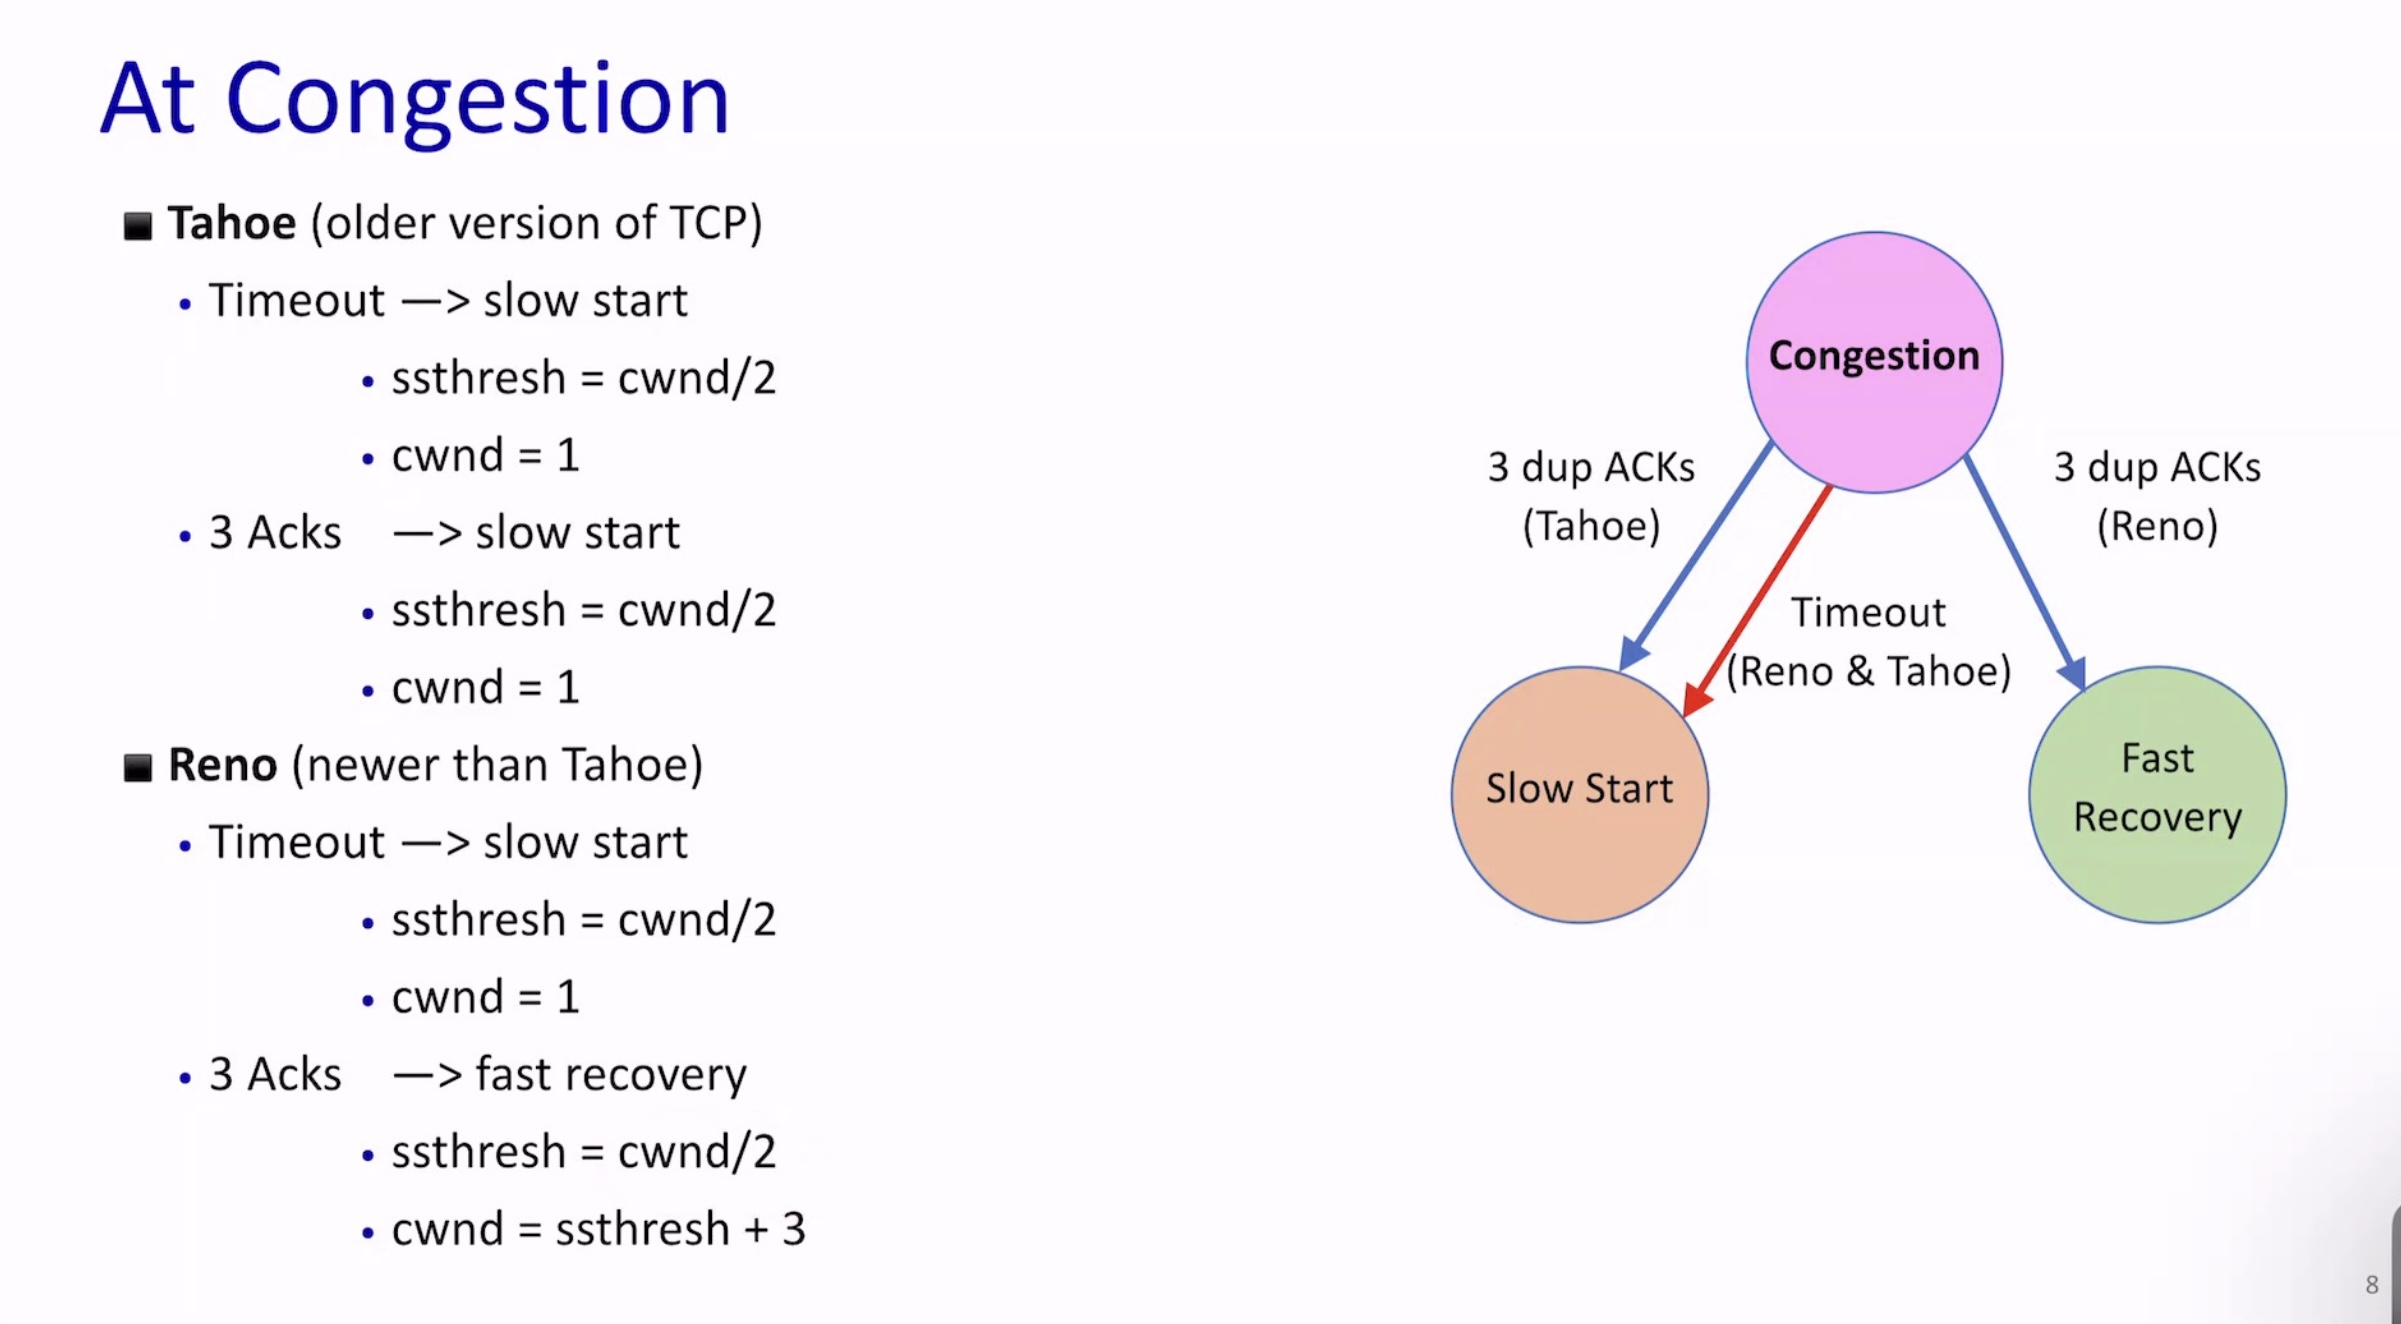 At Congestion
Tahoe (older version of TCP)
• Timeout —> slow start
• ssthresh = cwnd/2
• cwnd = 1
• 3 Acks —> slow start
• ssthresh = cwnd/2
• cwnd = 1
Reno (newer than Tahoe)
• Timeout —> slow start
• ssthresh = cwnd/2
• cwnd = 1
• 3 Acks —> fast recovery
• ssthresh = cwnd/2
• cwnd = ssthresh + 3
Congestion
3 dup ACKs
(Tahoe)
3 dup ACKs
(Reno)
Timeout
(Reno & Tahoe)
Slow Start
Fast
Recovery
8